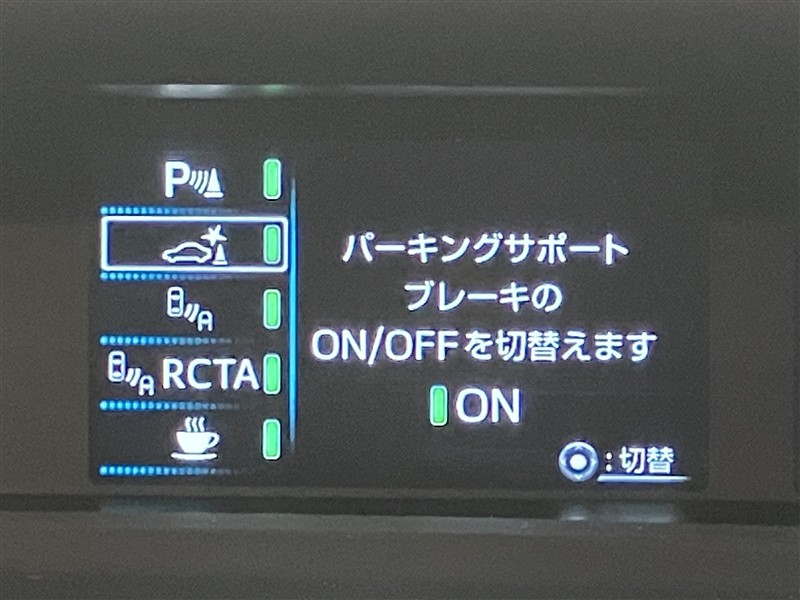 P
RCTA
パーキングサポート
ブレーキの
ON/OFFを切替えます
ON
:切替